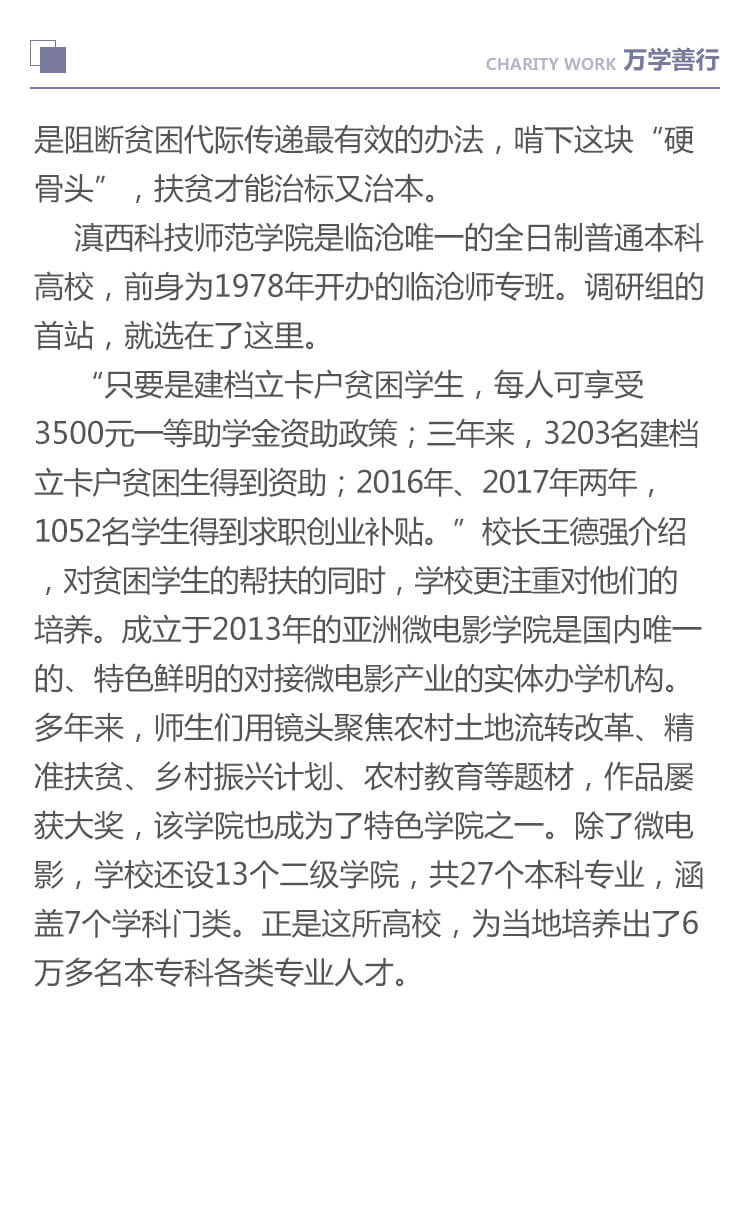 CHARITY WORK 万学善行
是阻断贫困代际传递最有效的办法，啃下这块“硬
骨头”，扶贫才能治标又治本。
滇西科技师范学院是临沧唯一的全日制普通本科
高校，前身为1978年开办的临沧师专班。调研组的
首站，就选在了这里。
“只要是建档立卡户贫困学生，每人可享受
3500元一等助学金资助政策；三年来，3203名建档
立卡户贫困生得到资助；2016年、2017年两年，
1052名学生得到求职创业补贴。”校长王德强介绍
，对贫困学生的帮扶的同时，学校更注重对他们的
培养。成立于2013年的亚洲微电影学院是国内唯一
的、特色鲜明的对接微电影产业的实体办学机构。
多年来，师生们用镜头聚焦农村土地流转改革、精
准扶贫、乡村振兴计划、农村教育等题材，作品屡
获大奖，该学院也成为了特色学院之一。除了微电
影，学校还设13个二级学院，共27个本科专业，涵
盖7个学科门类。正是这所高校，为当地培养出了6
万多名本专科各类专业人才。